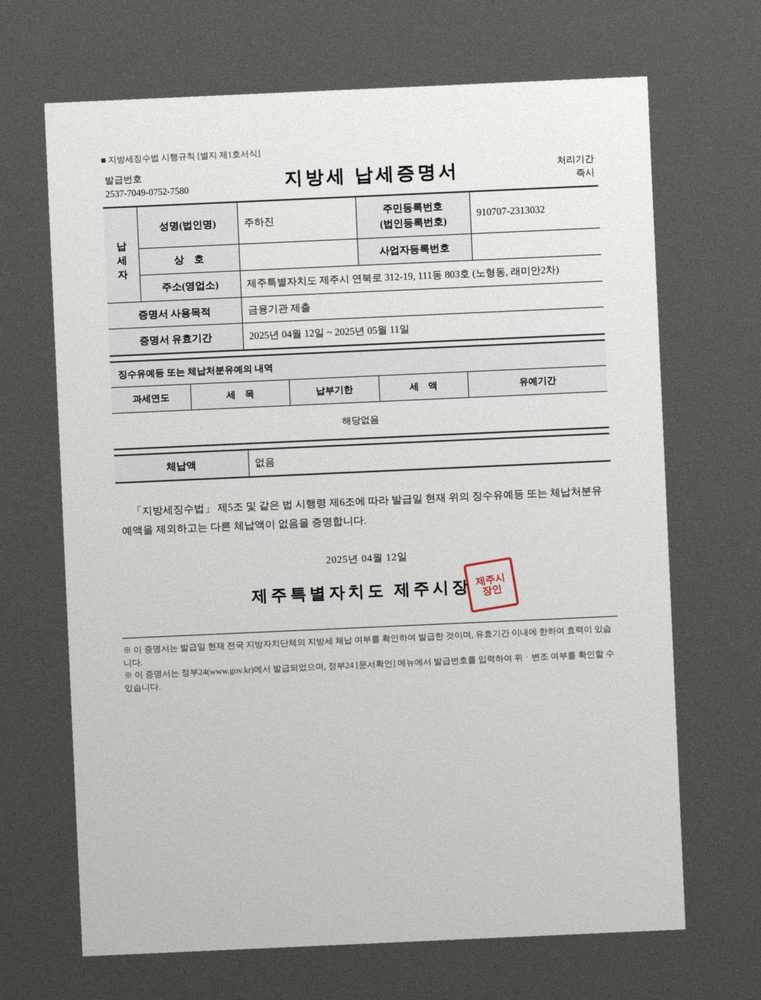 ■ 지방세징수법 시행규칙 [별지 제1호서식]
발급번호
2537-7049-0752-7580
지방세 납세증명서
처리기간
즉시
납세자
성명(법인명) 주하진 주민등록번호 (법인등록번호) 910707-2313032
상 호 사업자등록번호
주소(영업소) 제주특별자치도 제주시 연북로 312-19, 111동 803호 (노형동, 래미안2차)
증명서 사용목적 금융기관 제출
증명서 유효기간 2025년 04월 12일 ~ 2025년 05월 11일
징수유예등 또는 체납처분유예의 내역
과세연도 세 목 납부기한 세 액 유예기간
해당없음
체납액 없음
「지방세징수법」 제5조 및 같은 법 시행령 제6조에 따라 발급일 현재 위의 징수유예등 또는 체납처분유
예액을 제외하고는 다른 체납액이 없음을 증명합니다.
2025년 04월 12일
제주특별자치도 제주시장
제주시
장인
※ 이 증명서는 발급일 현재 전국 지방자치단체의 지방세 체납 여부를 확인하여 발급한 것이며, 유효기간 이내에 한하여 효력이 있습
니다.
※ 이 증명서는 정부24(www.gov.kr)에서 발급되었으며, 정부24 [문서확인] 메뉴에서 발급번호를 입력하여 위ㆍ변조 여부를 확인할 수
있습니다.